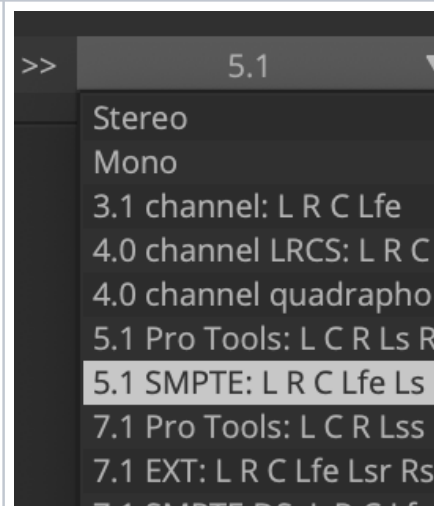 >> 5.1
Stereo
Mono
3.1 channel: L R C Lfe
4.0 channel LRCS: L R C
4.0 channel quadrapho
5.1 Pro Tools: L C R Ls R
5.1 SMPTE: L R C Lfe Ls
7.1 Pro Tools: L C R Lss
7.1 EXT: L R C Lfe Lsr Rs